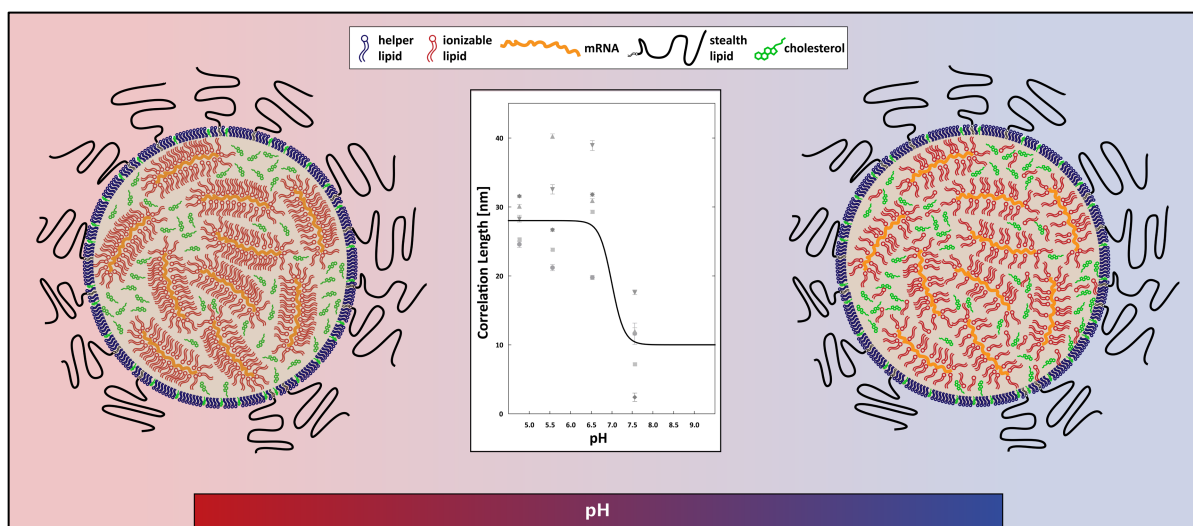 helper
lipid
ionizable
lipid
mRNA
stealth
lipid
cholesterol
Correlation Length [nm]
40
30
20
10
0
5.0 5.5 6.0 6.5 7.0 7.5 8.0 8.5 9.0
pH
pH